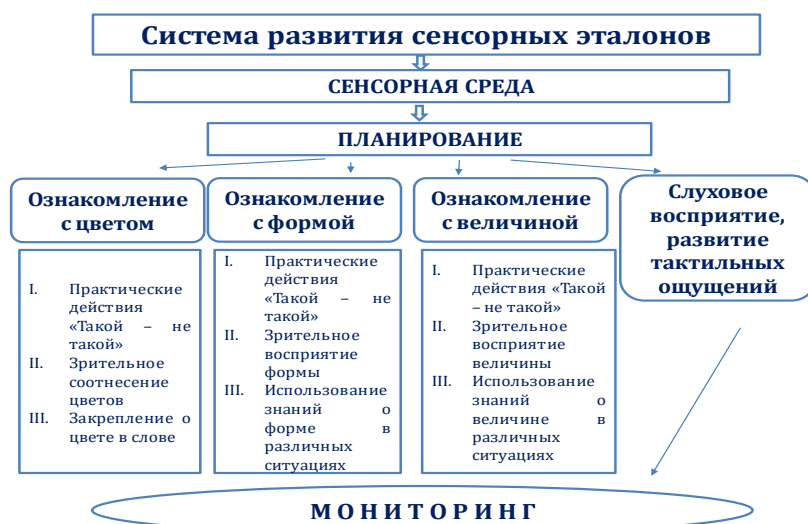 Система развития сенсорных эталонов
СЕНСОРНАЯ СРЕДА
ПЛАНИРОВАНИЕ
Ознакомление
с цветом
I. Практические
действия
«Такой – не
такой»
II. Зрительное
соотнесение
цветов
III. Закрепление о
цвете в слове
Ознакомление
с формой
I. Практические
действия
«Такой – не
такой»
II. Зрительное
восприятие
формы
III. Использование
знаний о
форме в
различных
ситуациях
Ознакомление
с величиной
I. Практические
действия «Такой
– не такой»
II. Зрительное
восприятие
величины
III. Использование
знаний о
величине в
различных
ситуациях
Слуховое
восприятие,
развитие
тактильных
ощущений
МОНИТОРИНГ